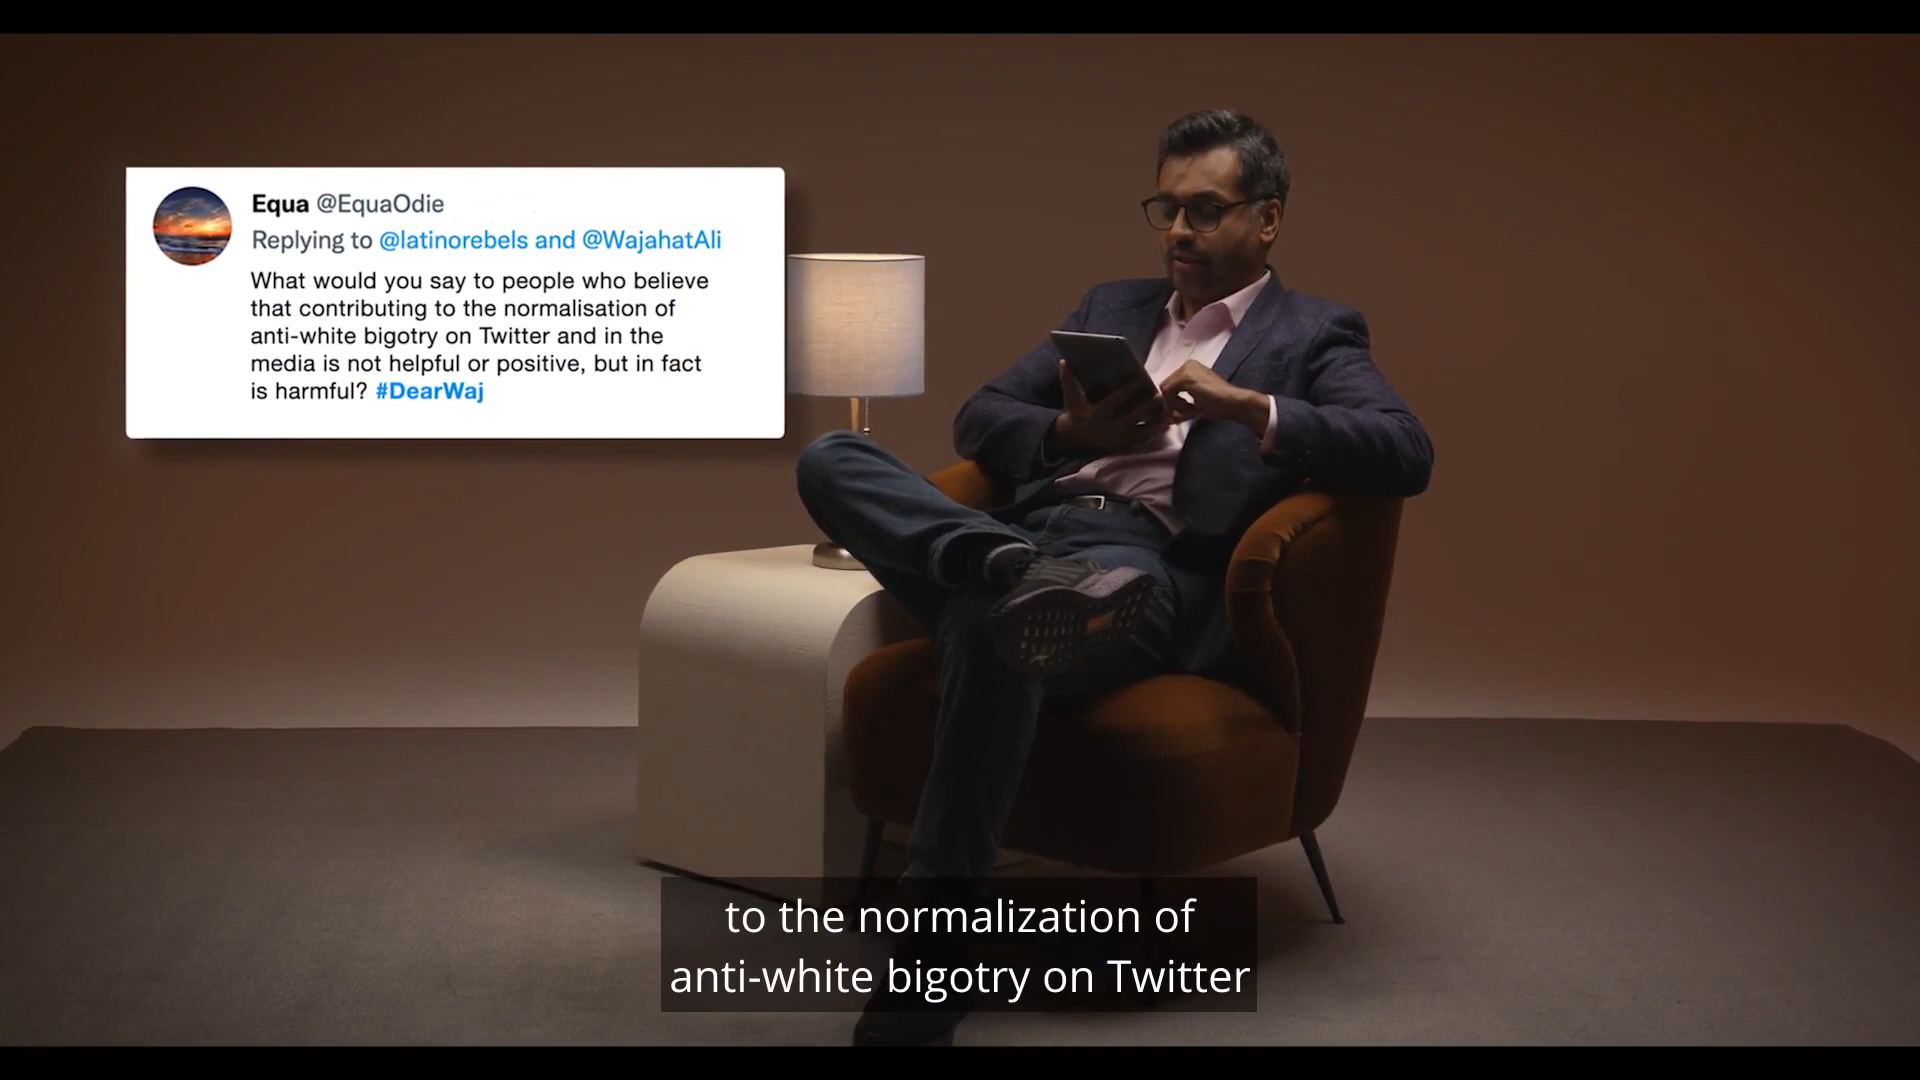 Equa @EquaOdie
Replying to @latinorebels and @WajahatAli
What would you say to people who believe
that contributing to the normalisation of
anti-white bigotry on Twitter and in the
media is not helpful or positive, but in fact
is harmful? #DearWaj
to the normalization of
anti-white bigotry on Twitter